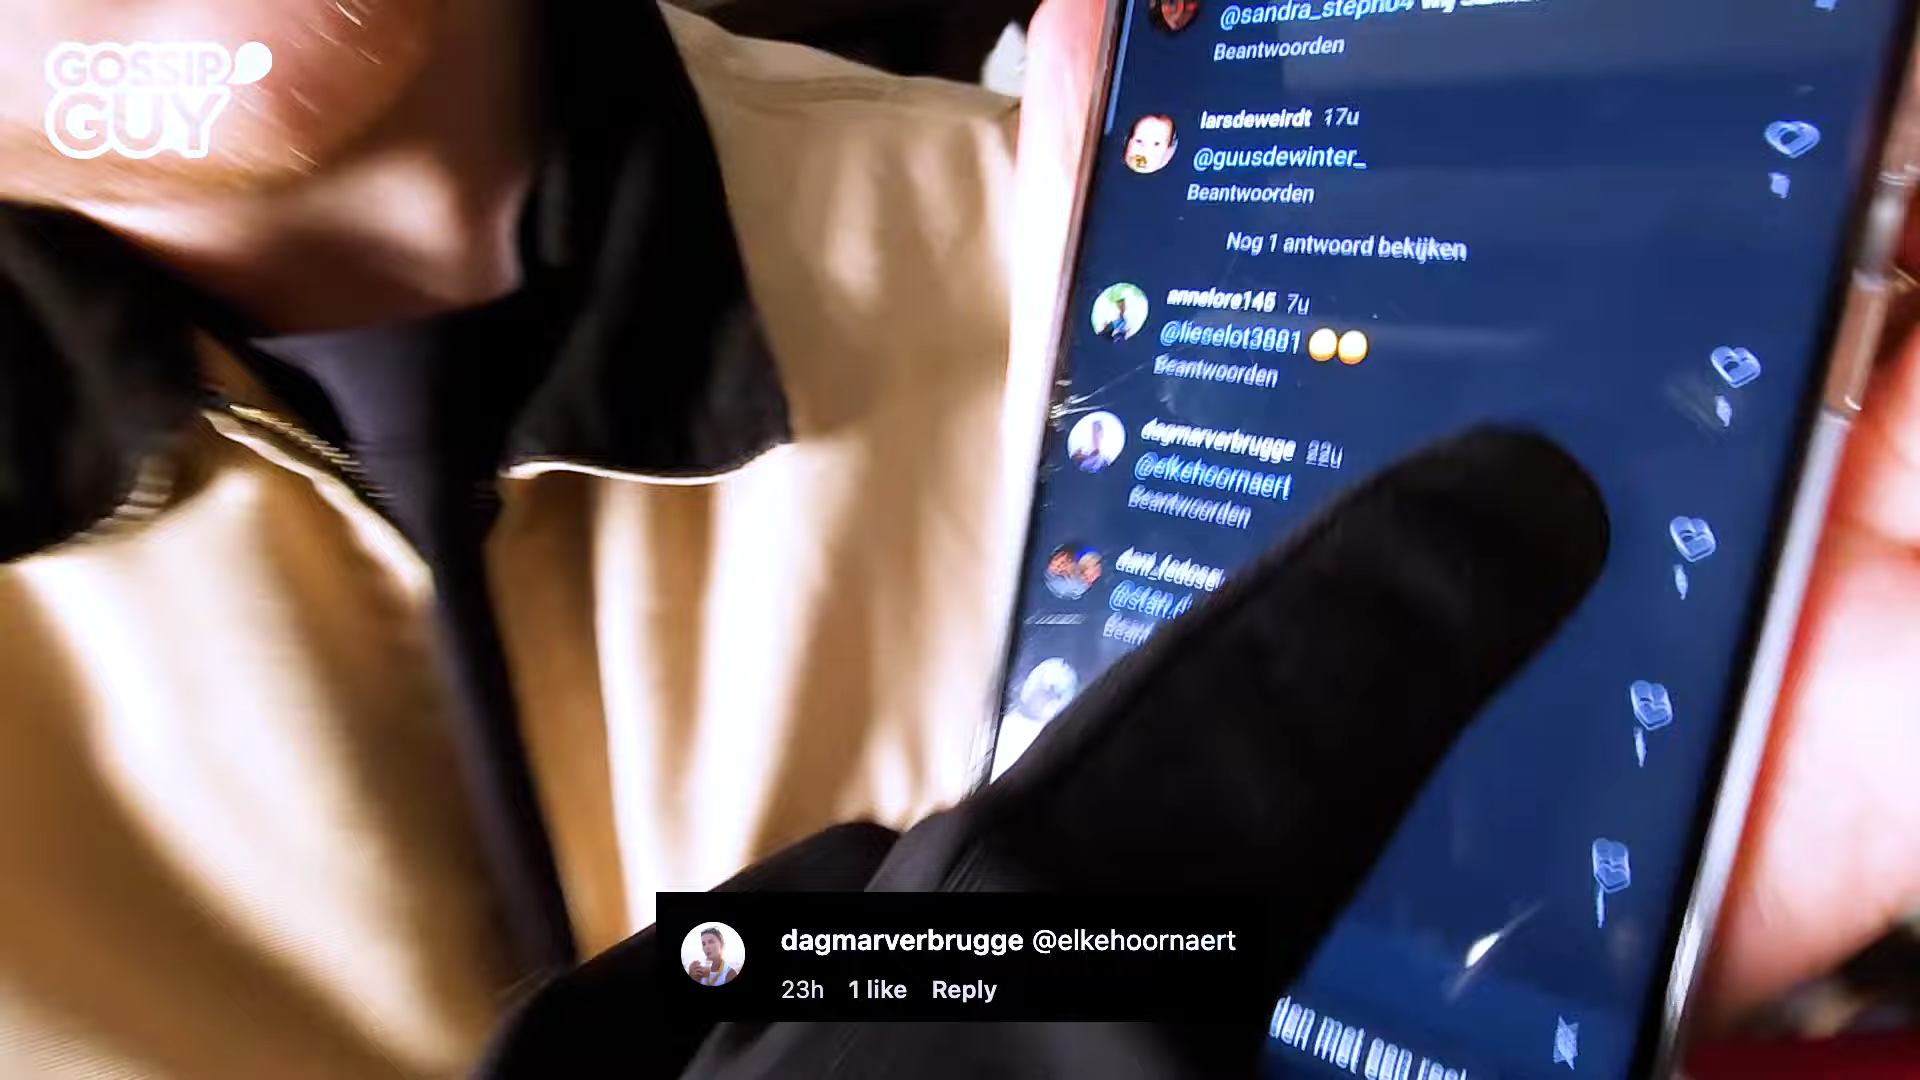 GOSSIP
GUY
@sandra_steph04
Beantwoorden
larsdeweirdt 17u
@guusdewinter_
Beantwoorden
Nog 1 antwoord bekijken
annelore145 7u
@lieselot3881
Beantwoorden
dagmarverbrugge 22u
@elkehoornaert
Beantwoorden
dagmarverbrugge @elkehoornaert
23h 1 like Reply